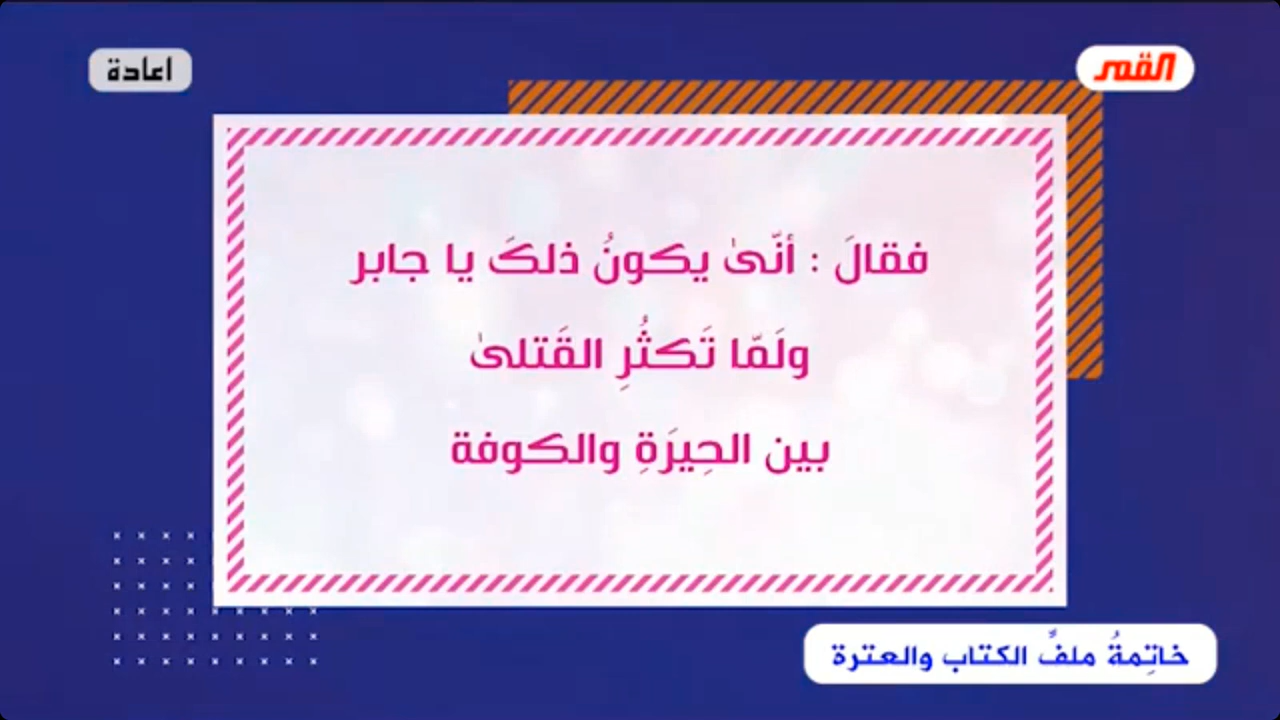 القمر
اعادة
فقالَ : أنّىٰ يكونُ ذلکَ يا جابر
ولَمّا تَكثُرِ القَتلىٰ
بين الحِيرَةِ والكوفة
خاتِمةُ ملفِّ الكتاب والعترة